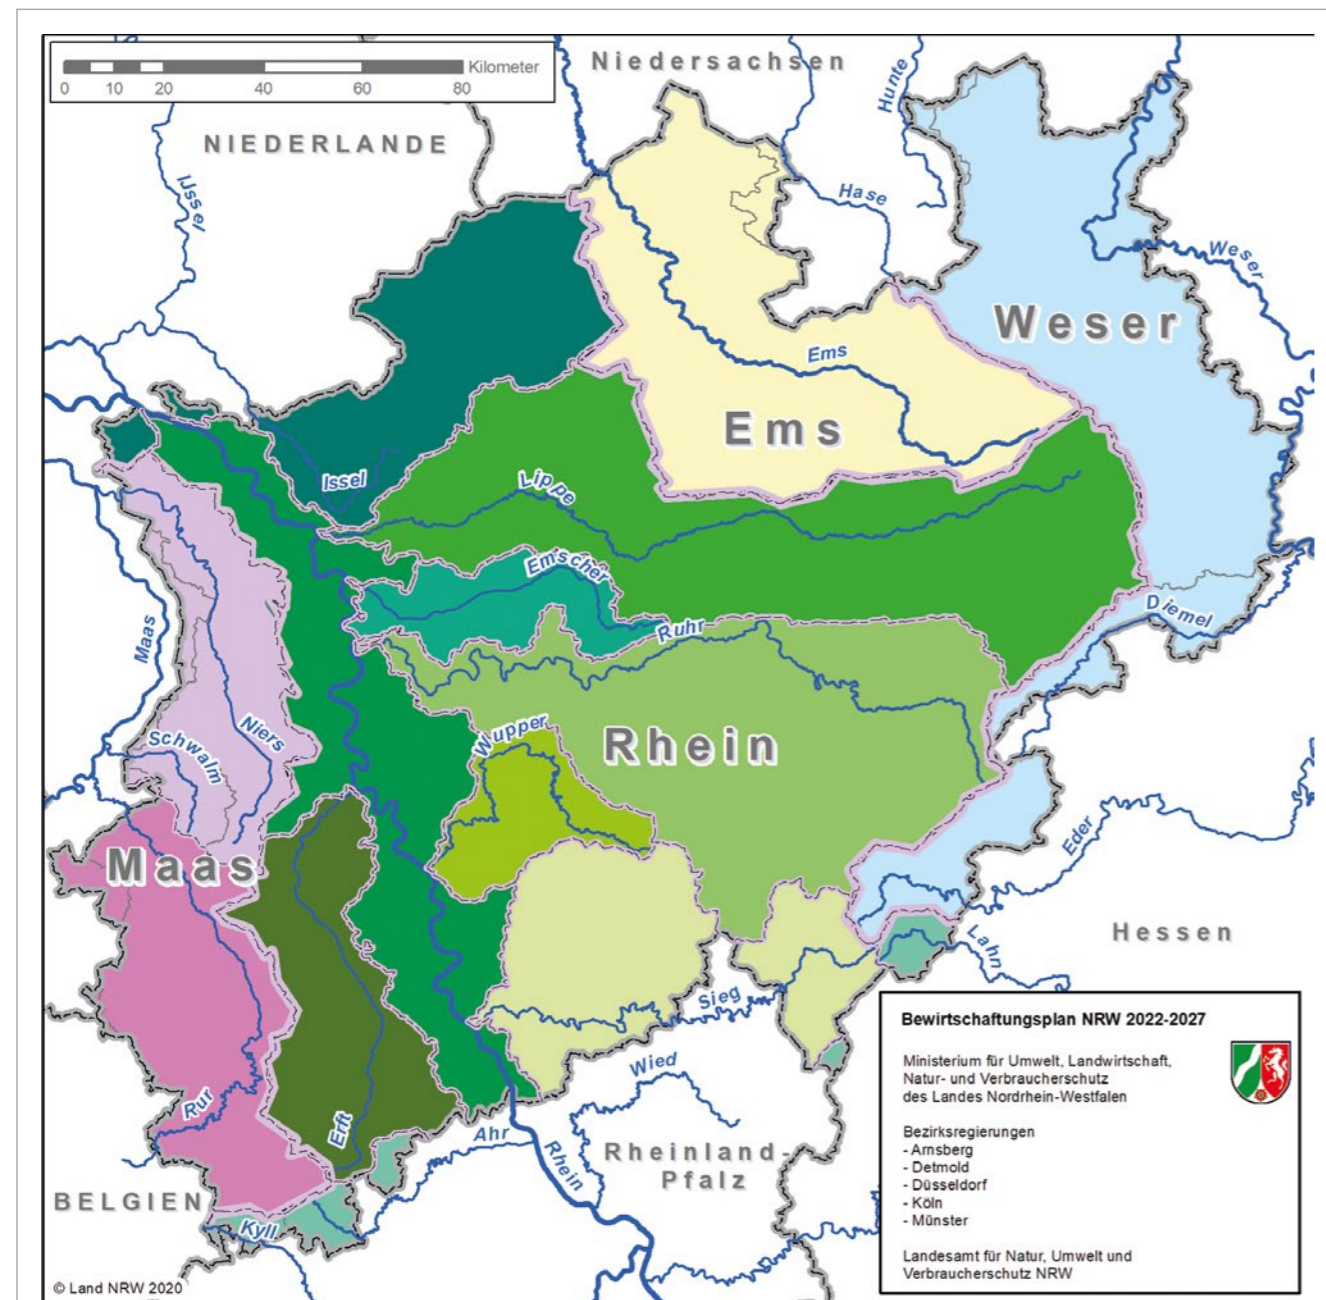 Kilometer
0 10 20 40 60 80
Niedersachsen
NIEDERLANDE
Hunte
IJssel
Hase
Weser
Weser
Ems
Ems
Issel
Lippe
Emscher
Ruhr
Diemel
Maas
Niers
Schwalm
Wupper
Rhein
Maas
Eder
Hessen
Lahn
Sieg
Wied
Rur
Erft
Ahr
Rhein
Rheinland-
Pfalz
BELGIEN
Kyll
Bewirtschaftungsplan NRW 2022-2027
Ministerium für Umwelt, Landwirtschaft,
Natur- und Verbraucherschutz
des Landes Nordrhein-Westfalen
Bezirksregierungen
- Arnsberg
- Detmold
- Düsseldorf
- Köln
- Münster
Landesamt für Natur, Umwelt und
Verbraucherschutz NRW
© Land NRW 2020